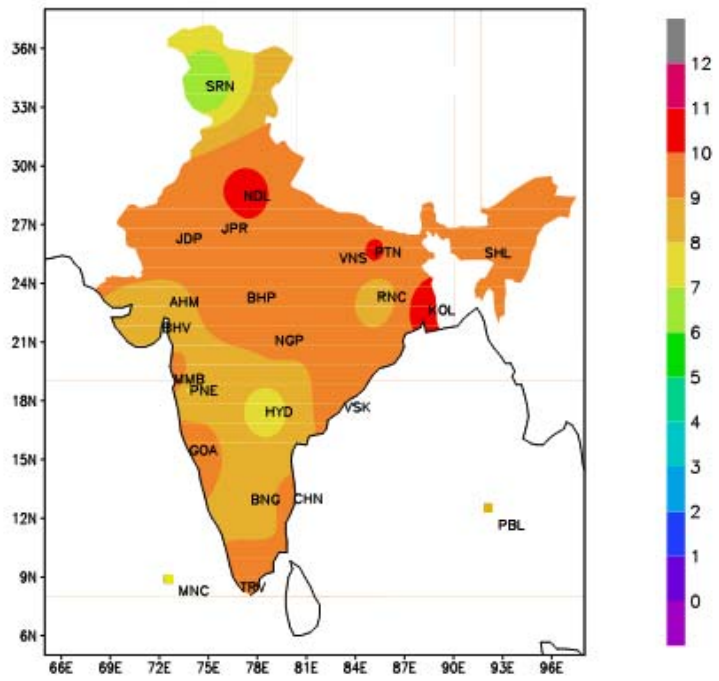 36N
33N
30N
27N
24N
21N
18N
15N
12N
9N
6N
66E 69E 72E 75E 78E 81E 84E 87E 90E 93E 96E
SRN
NDL
JPR
JDP
VNS
PTN
SHL
AHM
BHP
RNC
KOL
BHV
NGP
MMB
PNE
HYD
VSK
GOA
BNG
CHN
PBL
MNC
TRV
12
11
10
9
8
7
6
5
4
3
2
1
0